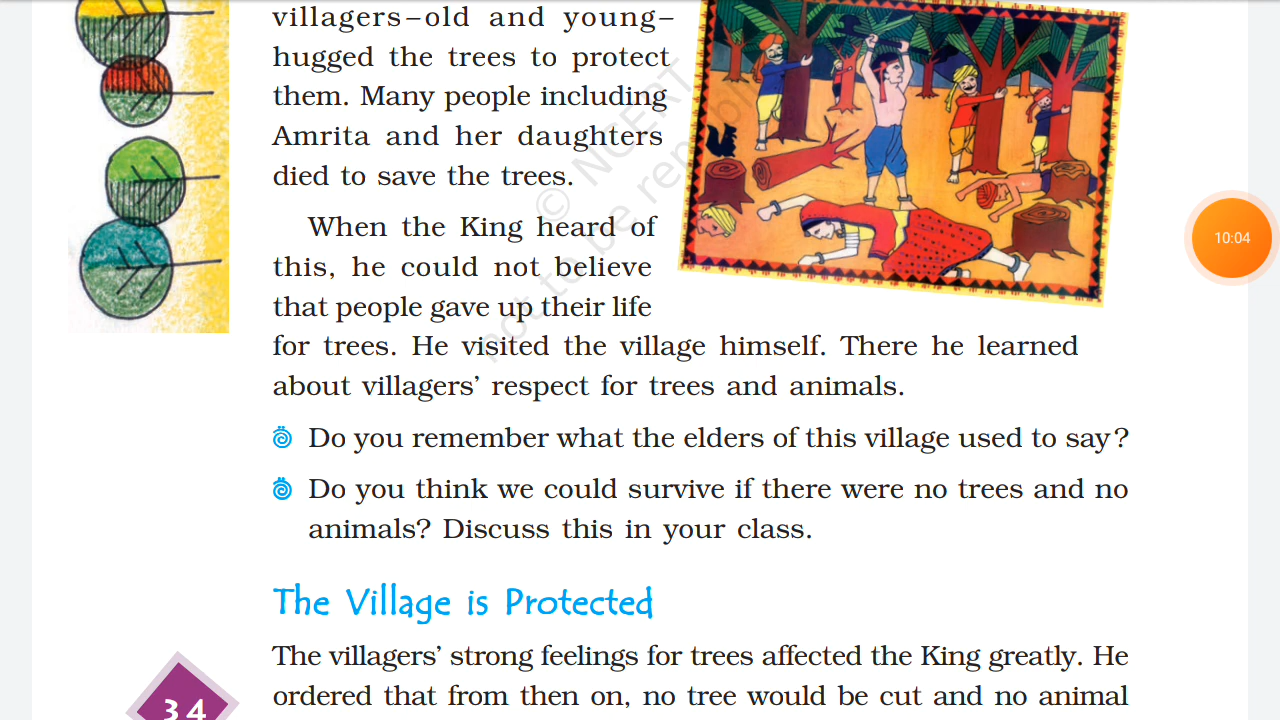 villagers–old and young–
hugged the trees to protect
them. Many people including
Amrita and her daughters
died to save the trees.
When the King heard of
this, he could not believe
that people gave up their life
for trees. He visited the village himself. There he learned
about villagers’ respect for trees and animals.
Do you remember what the elders of this village used to say?
Do you think we could survive if there were no trees and no
animals? Discuss this in your class.
The Village is Protected
The villagers’ strong feelings for trees affected the King greatly. He
ordered that from then on, no tree would be cut and no animal
34
10:04
© NCERT
not to be republi